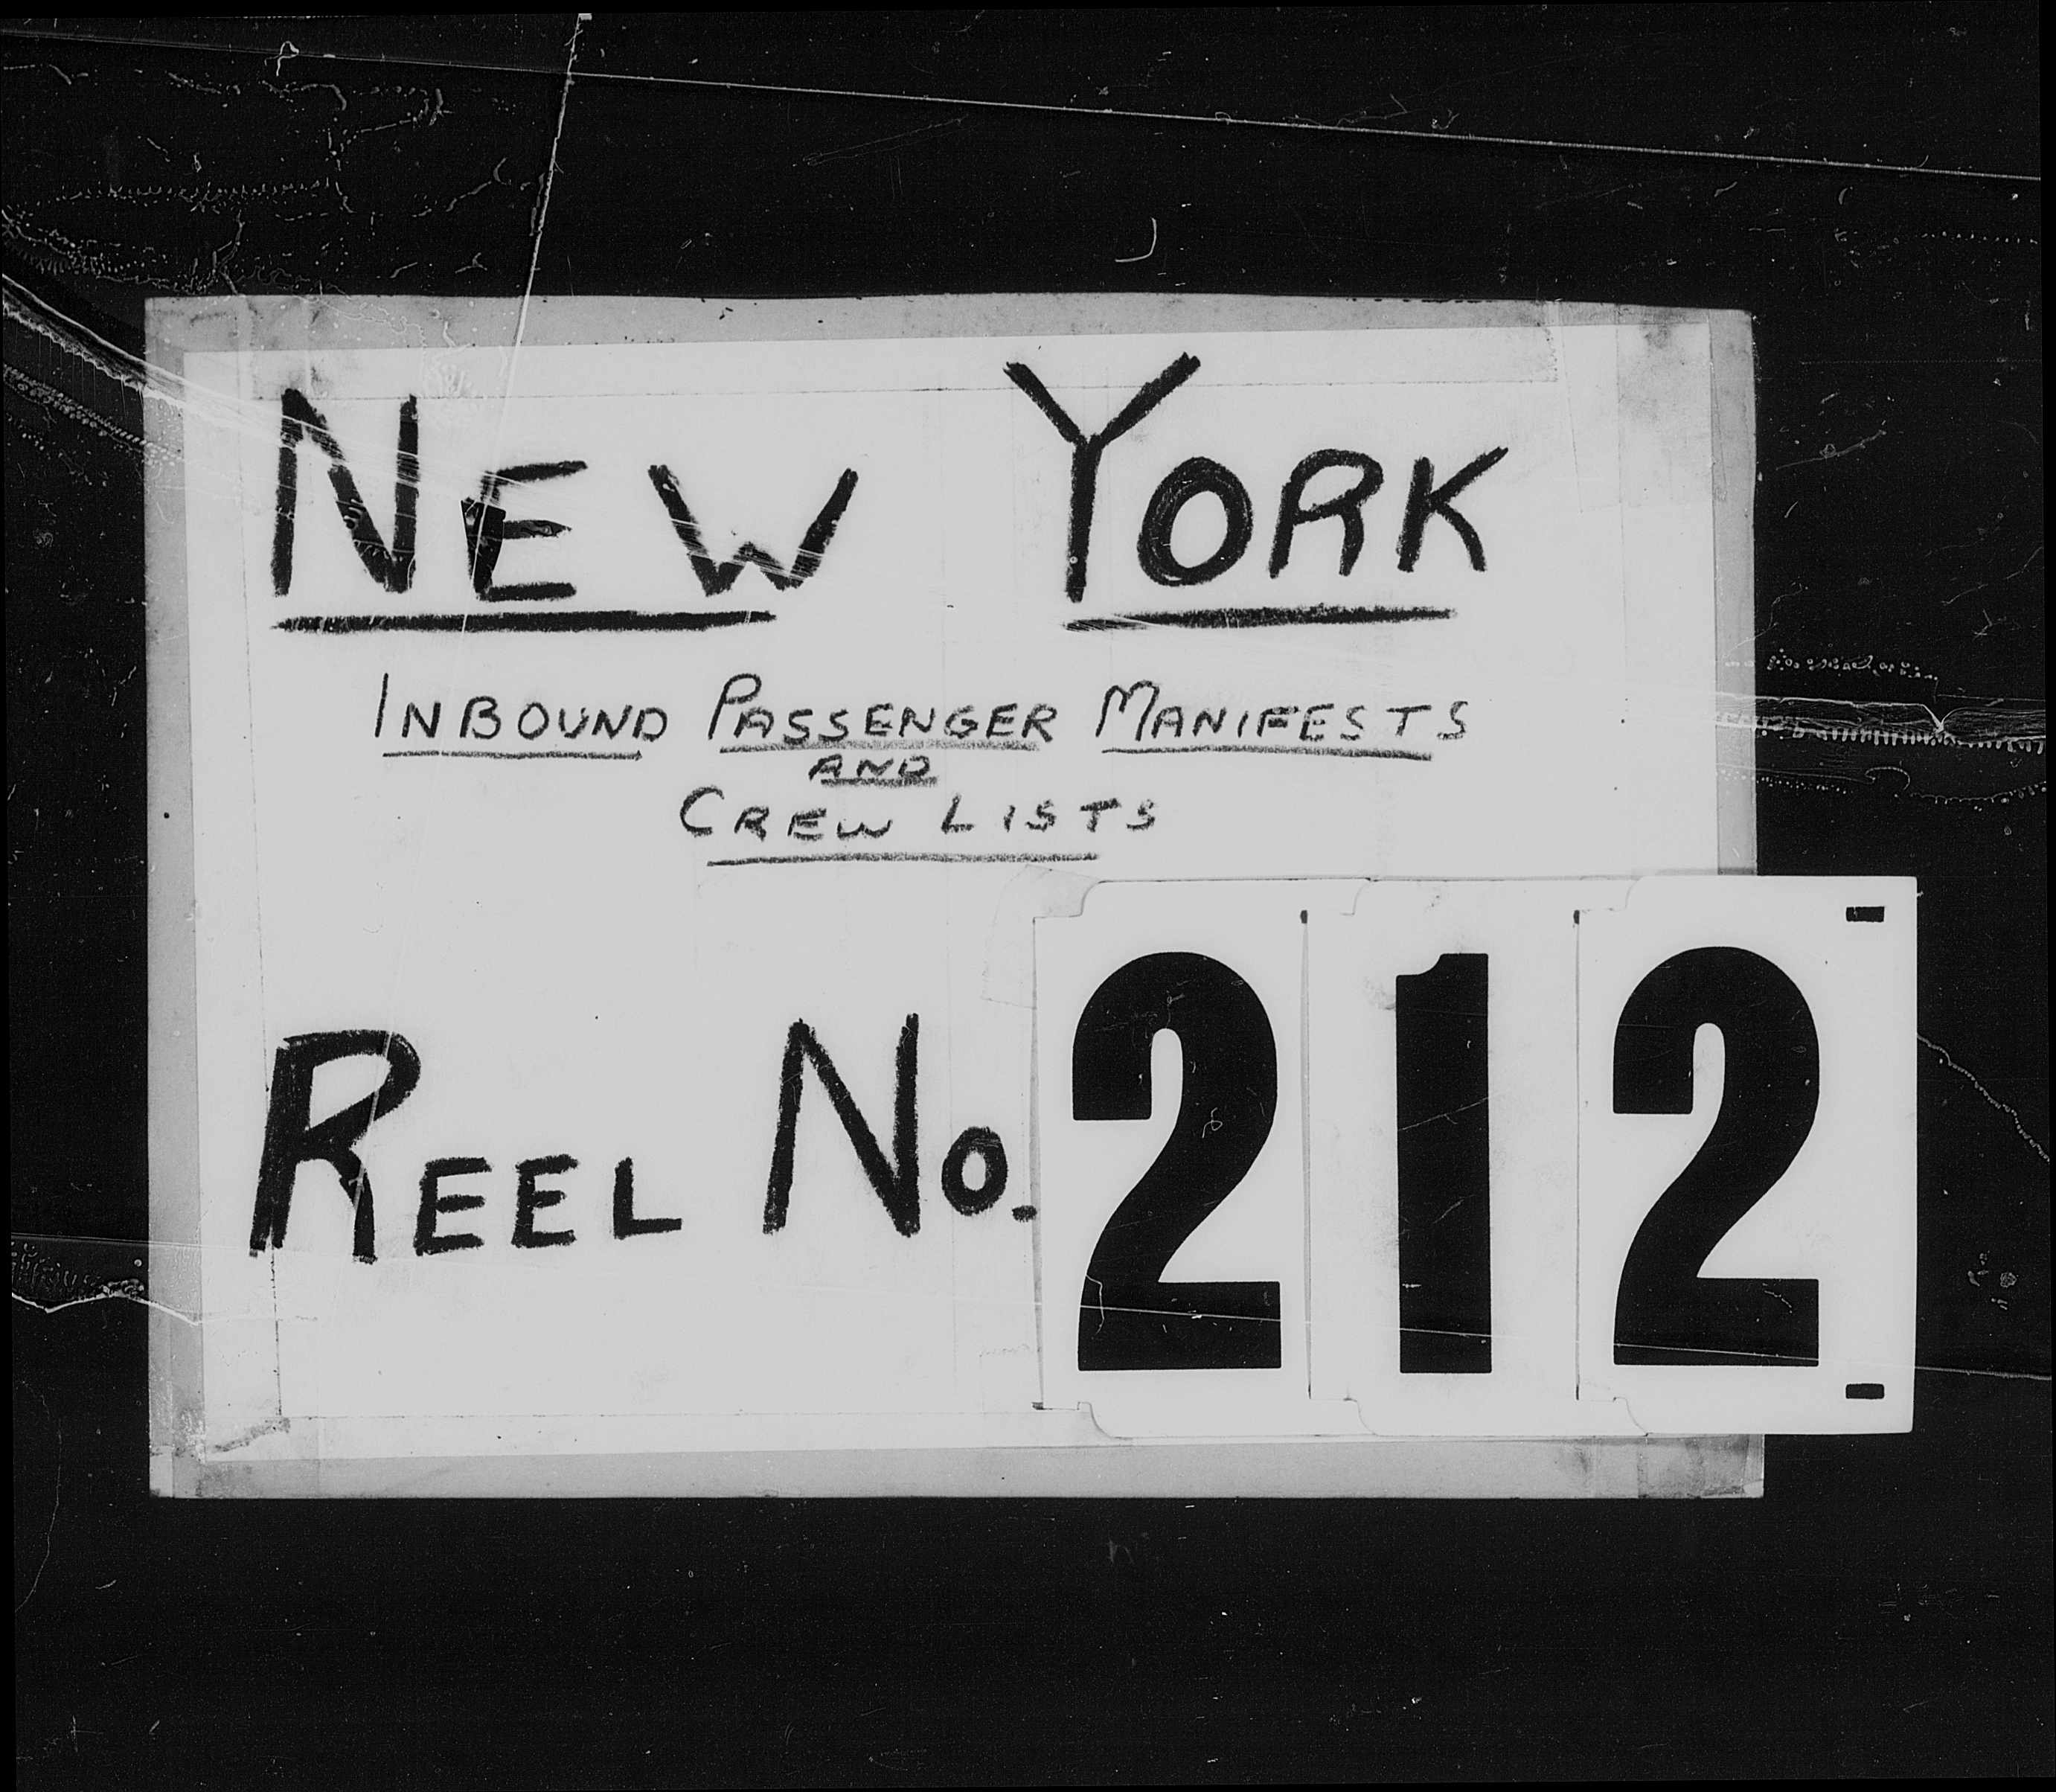 NEW YORK
INBOUND PASSENGER MANIFESTS
AND
CREW LISTS
REEL NO. 212